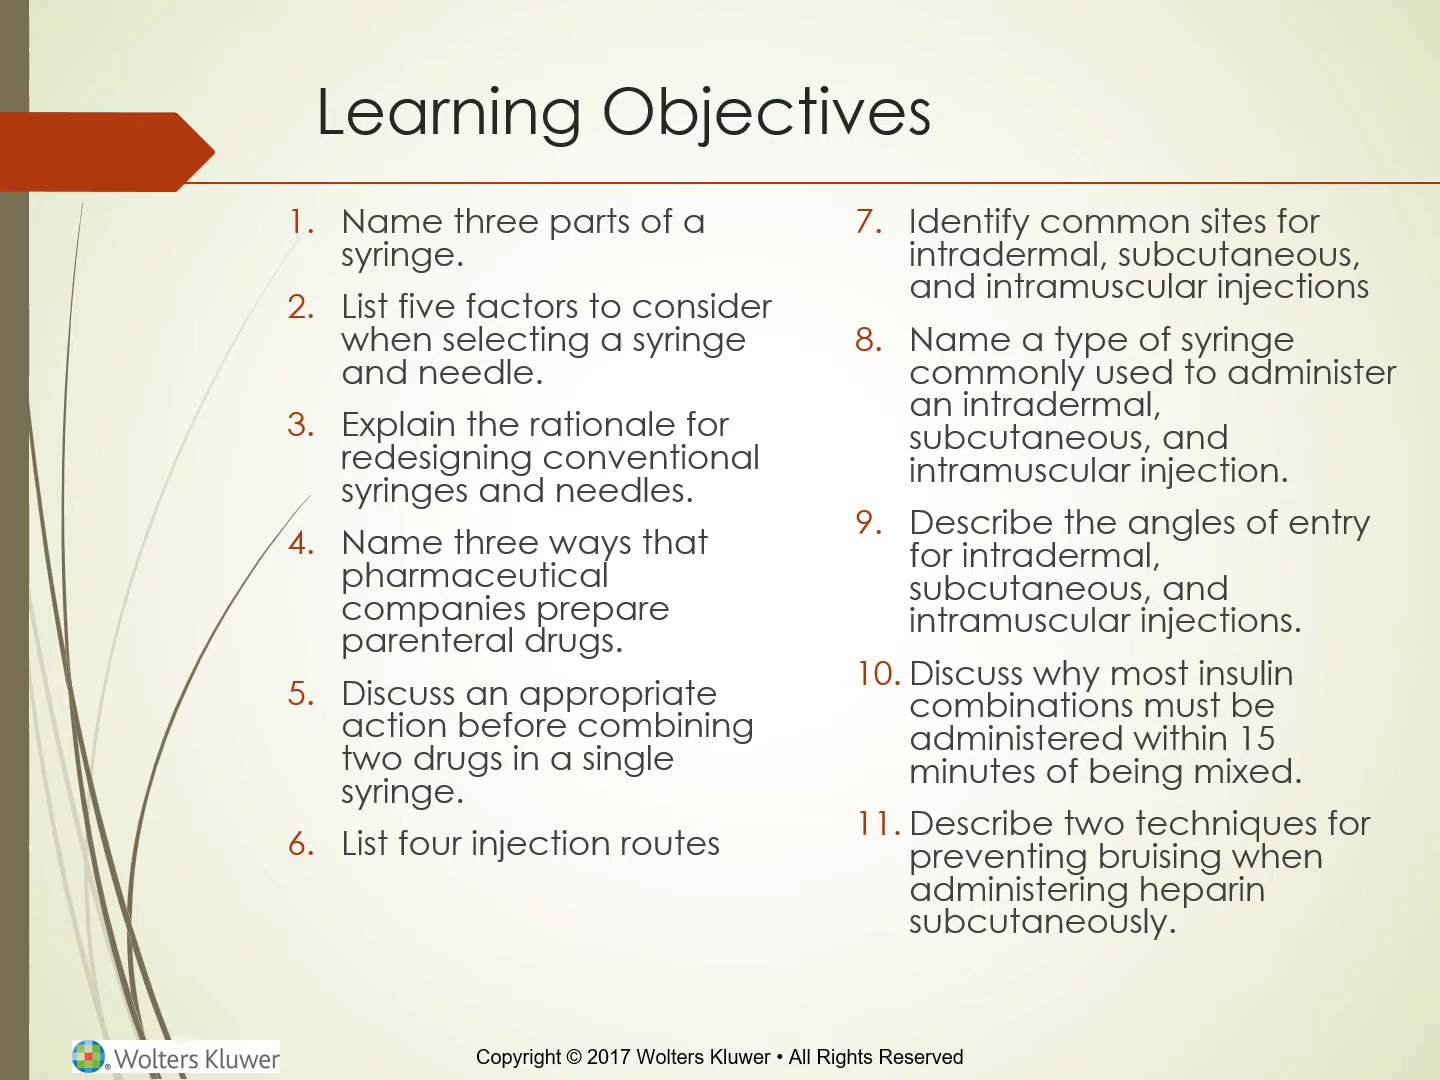 Learning Objectives
1. Name three parts of a
syringe.
2. List five factors to consider
when selecting a syringe
and needle.
3. Explain the rationale for
redesigning conventional
syringes and needles.
4. Name three ways that
pharmaceutical
companies prepare
parenteral drugs.
5. Discuss an appropriate
action before combining
two drugs in a single
syringe.
6. List four injection routes
7. Identify common sites for
intradermal, subcutaneous,
and intramuscular injections
8. Name a type of syringe
commonly used to administer
an intradermal,
subcutaneous, and
intramuscular injection.
9. Describe the angles of entry
for intradermal,
subcutaneous, and
intramuscular injections.
10. Discuss why most insulin
combinations must be
administered within 15
minutes of being mixed.
11. Describe two techniques for
preventing bruising when
administering heparin
subcutaneously.
® Wolters Kluwer
Copyright © 2017 Wolters Kluwer • All Rights Reserved